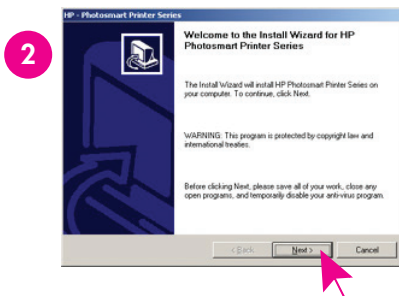 HP - Photosmart Printer Series
2
Welcome to the Install Wizard for HP
Photosmart Printer Series
The Install Wizard will install HP Photosmart Printer Series on
your computer. To continue, click Next.
WARNING: This program is protected by copyright law and
international treaties.
Before clicking Next, please save all of your work, close any
open programs, and temporarily disable your anti-virus program.
< Back Next > Cancel